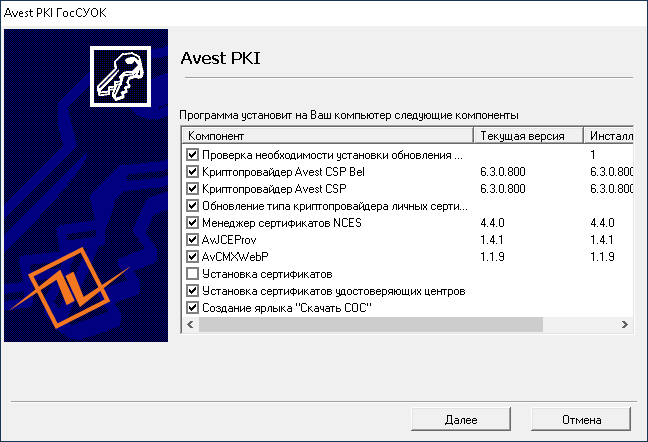 Avest PKI ГосСУОК
Avest PKI
Программа установит на Ваш компьютер следующие компоненты
Компонент Текущая версия Инсталл
Проверка необходимости установки обновления ... 1
Криптопровайдер Avest CSP Bel 6.3.0.800 6.3.0.800
Криптопровайдер Avest CSP 6.3.0.800 6.3.0.800
Обновление типа криптопровайдера личных серти...
Менеджер сертификатов NCES 4.4.0 4.4.0
AvJCEProv 1.4.1 1.4.1
AvCMXWebP 1.1.9 1.1.9
Установка сертификатов
Установка сертификатов удостоверяющих центров
Создание ярлыка "Скачать СОС"
Далее Отмена